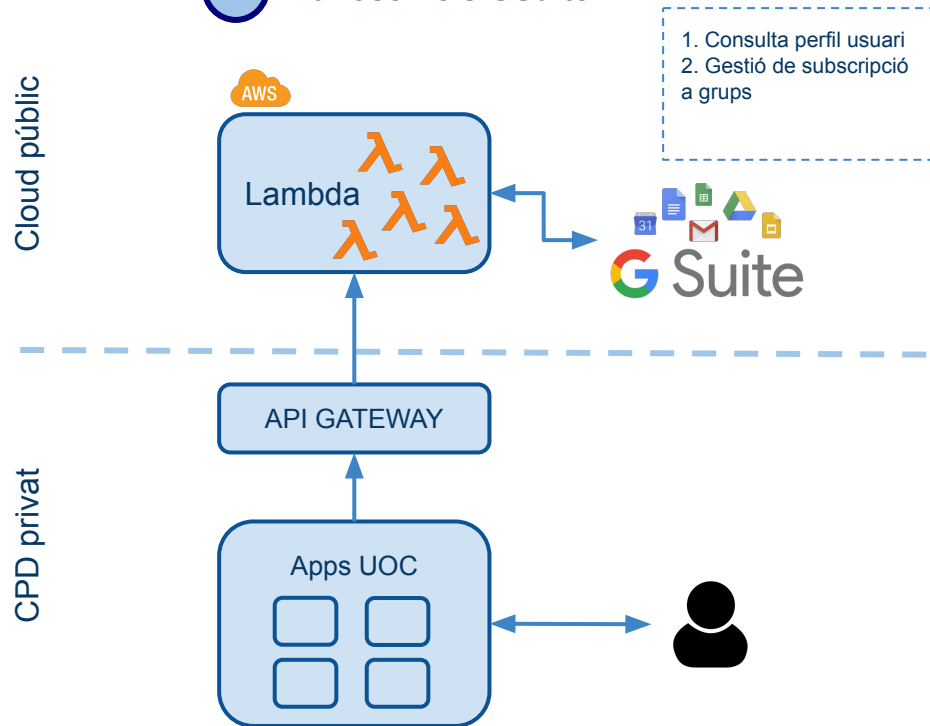 1. Consulta perfil usuari
2. Gestió de subscripció
a grups
Cloud públic
AWS
Lambda
31
G Suite
API GATEWAY
CPD privat
Apps UOC